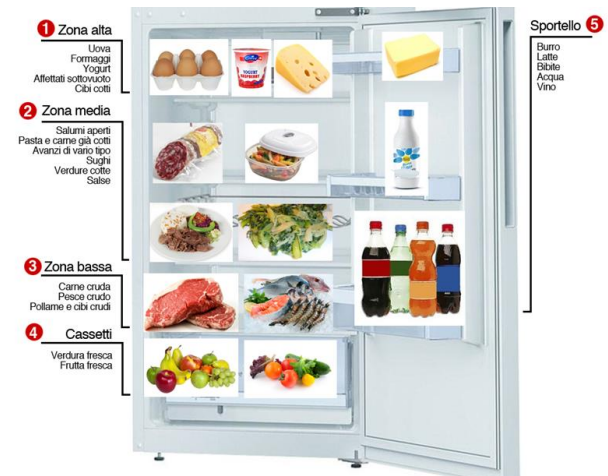 1 Zona alta
Uova
Formaggi
Yogurt
Affettati sottovuoto
Cibi cotti
2 Zona media
Salumi aperti
Pasta e carne già cotti
Avanzi di vario tipo
Sughi
Verdure cotte
Salse
3 Zona bassa
Carne cruda
Pesce crudo
Pollame e cibi crudi
4 Cassetti
Verdura fresca
Frutta fresca
Sportello 5
Burro
Latte
Bibite
Acqua
Vino
YOGURT